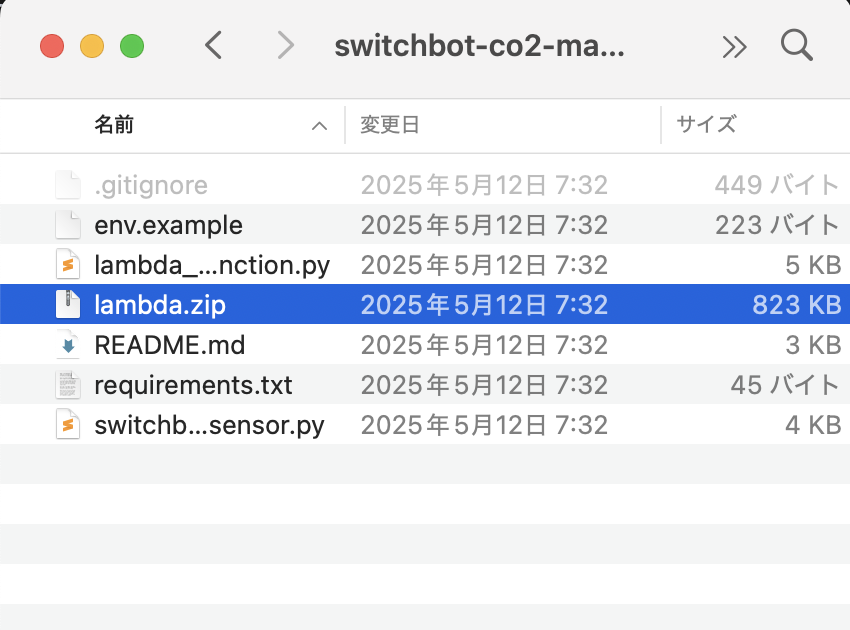 switchbot-co2-ma...
名前 変更日 サイズ
.gitignore 2025年5月12日 7:32 449 バイト
env.example 2025年5月12日 7:32 223 バイト
lambda_...nction.py 2025年5月12日 7:32 5 KB
lambda.zip 2025年5月12日 7:32 823 KB
README.md 2025年5月12日 7:32 3 KB
requirements.txt 2025年5月12日 7:32 45 バイト
switchb...sensor.py 2025年5月12日 7:32 4 KB